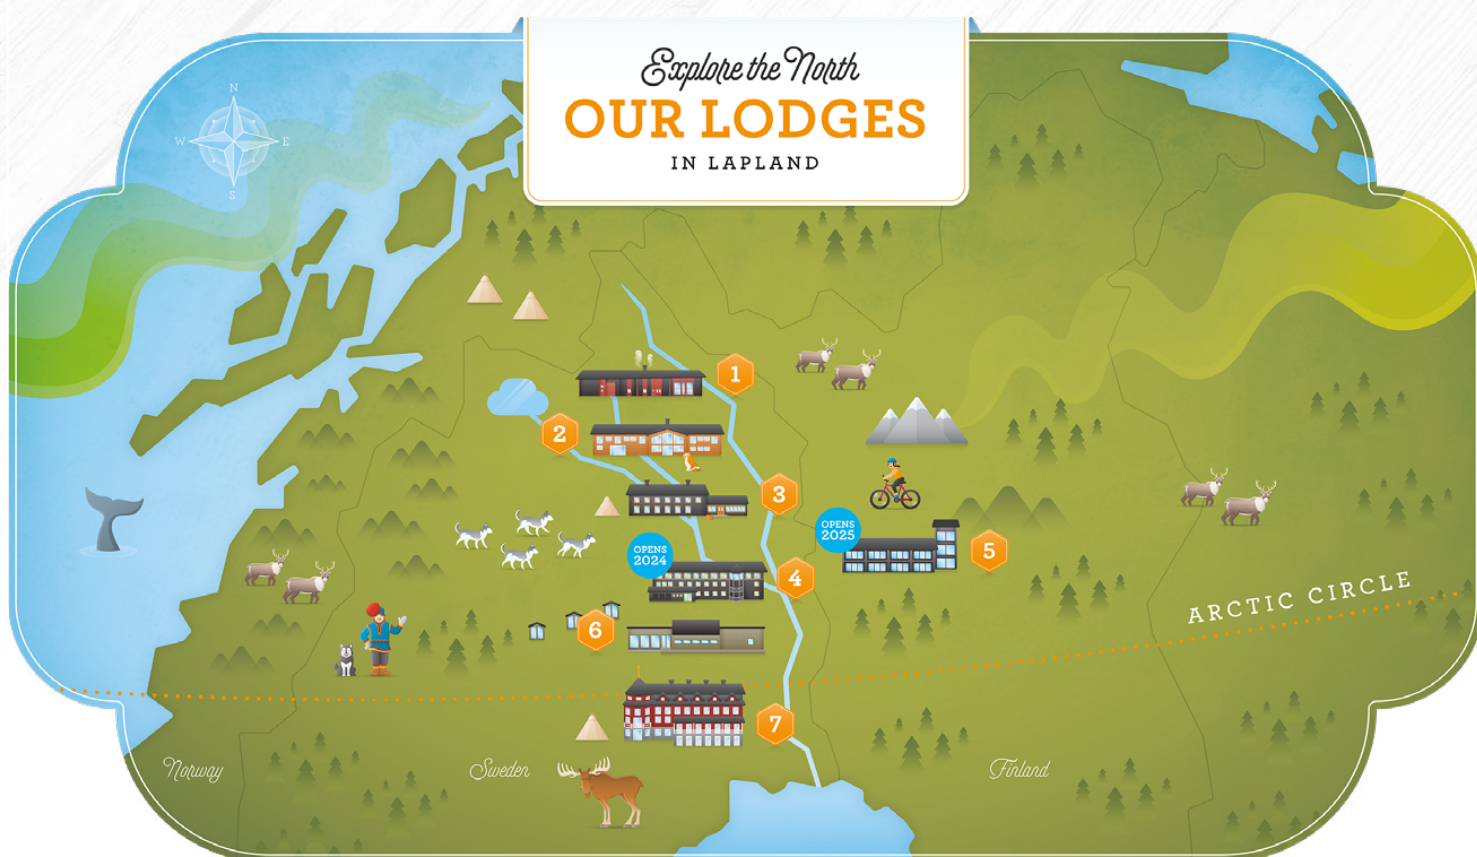 Explore the North
OUR LODGES
IN LAPLAND
N
W E
S
1
2
3
OPENS
2025
5
OPENS
2024
4
6
ARCTIC CIRCLE
7
Norway
Sweden
Finland